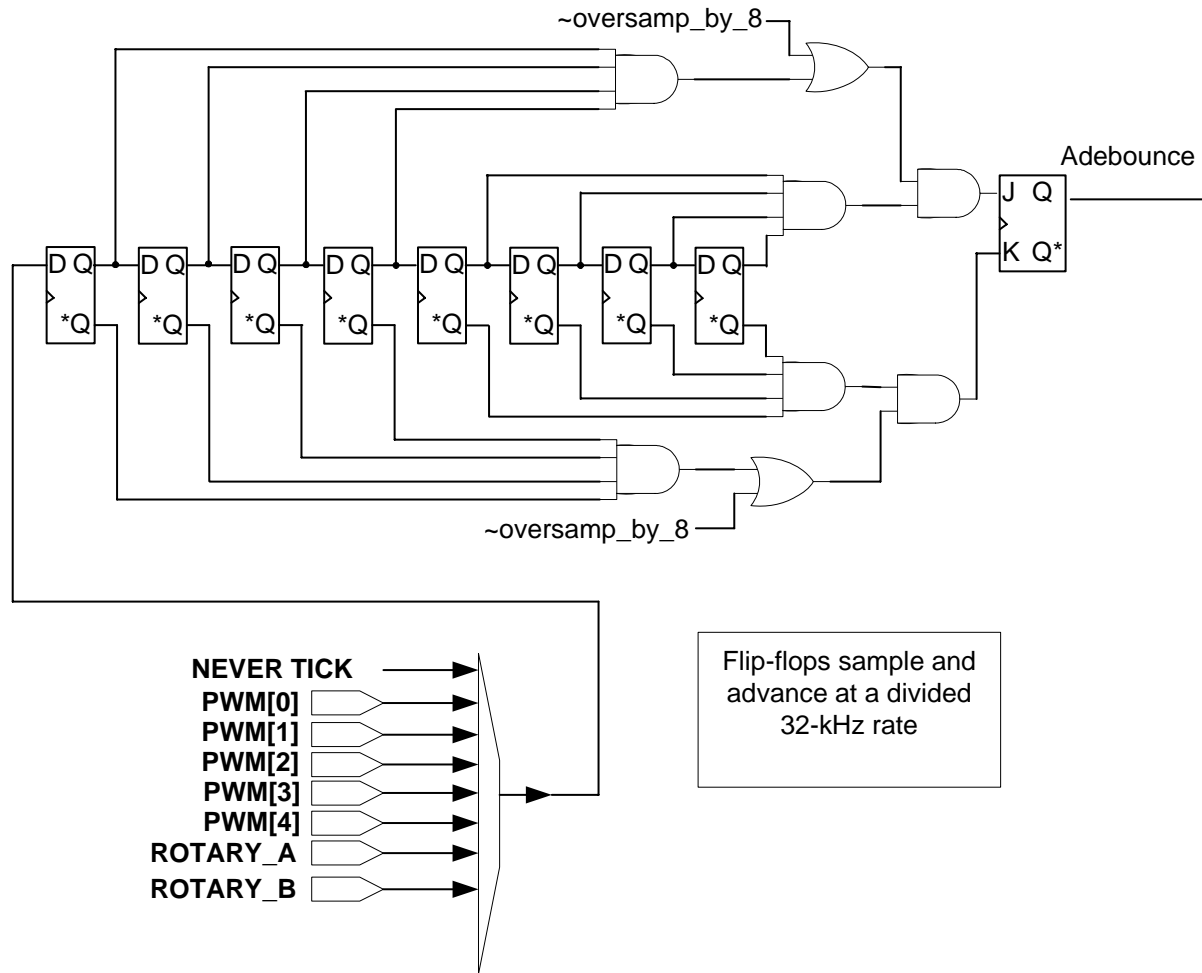 ~oversamp_by_8
Adebounce
J Q
K Q*
D Q
*Q
D Q
*Q
D Q
*Q
D Q
*Q
D Q
*Q
D Q
*Q
D Q
*Q
D Q
*Q
~oversamp_by_8
NEVER TICK
PWM[0]
PWM[1]
PWM[2]
PWM[3]
PWM[4]
ROTARY_A
ROTARY_B
Flip-flops sample and
advance at a divided
32-kHz rate